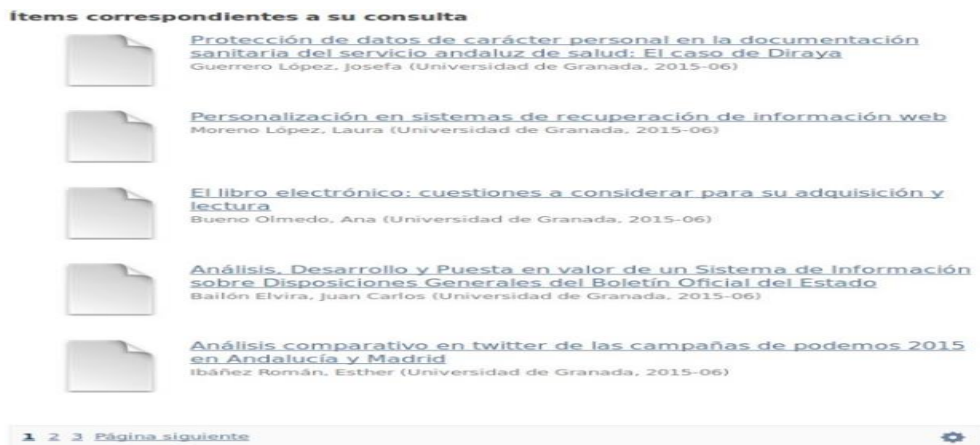 Ítems correspondientes a su consulta
Protección de datos de carácter personal en la documentación
sanitaria del servicio andaluz de salud: El caso de Diraya
Guerrero López, Josefa (Universidad de Granada, 2015-06)
Personalización en sistemas de recuperación de información web
Moreno López, Laura (Universidad de Granada, 2015-06)
El libro electrónico: cuestiones a considerar para su adquisición y
lectura
Bueno Olmedo, Ana (Universidad de Granada, 2015-06)
Análisis, Desarrollo y Puesta en valor de un Sistema de Información
sobre Disposiciones Generales del Boletín Oficial del Estado
Bailón Elvira, Juan Carlos (Universidad de Granada, 2015-06)
Análisis comparativo en twitter de las campañas de podemos 2015
en Andalucía y Madrid
Ibáñez Román, Esther (Universidad de Granada, 2015-06)
1 2 3 Página siguiente